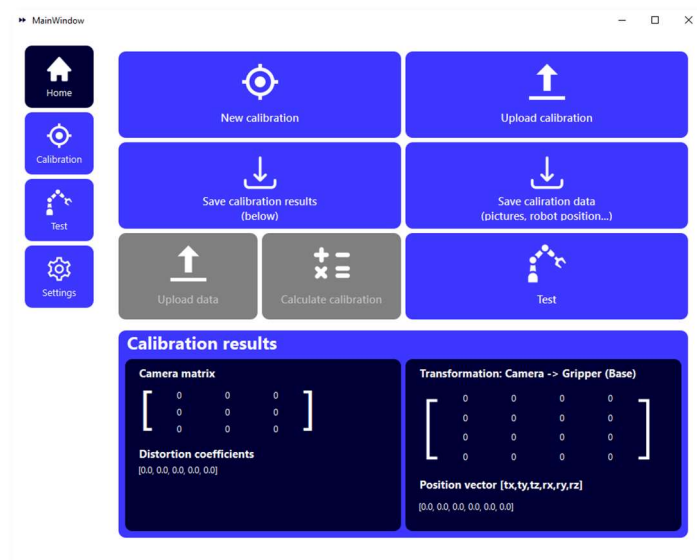 MainWindow
Home
Calibration
Test
Settings
New calibration
Upload calibration
Save calibration results
(below)
Save caliration data
(pictures, robot position...)
Upload data
Calculate calibration
Test
Calibration results
Camera matrix
0 0 0
0 0 0
0 0 0
Distortion coefficients
[0.0, 0.0, 0.0, 0.0, 0.0]
Transformation: Camera -> Gripper (Base)
0 0 0 0
0 0 0 0
0 0 0 0
0 0 0 0
Position vector [tx,ty,tz,rx,ry,rz]
[0.0, 0.0, 0.0, 0.0, 0.0, 0.0]